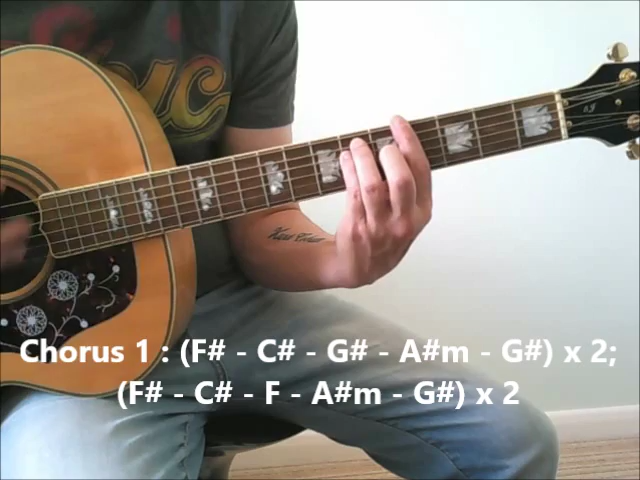 Chorus 1 : (F# - C# - G# - A#m - G#) x 2;
(F# - C# - F - A#m - G#) x 2